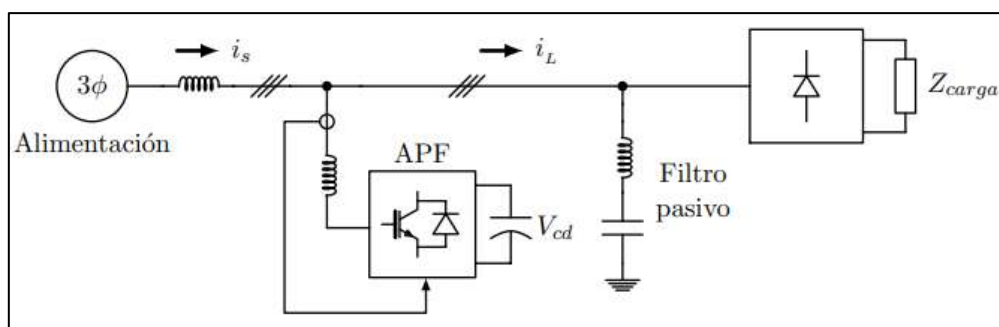 3ϕ
Alimentación
i_s
i_L
APF
V_cd
Filtro
pasivo
Z_carga